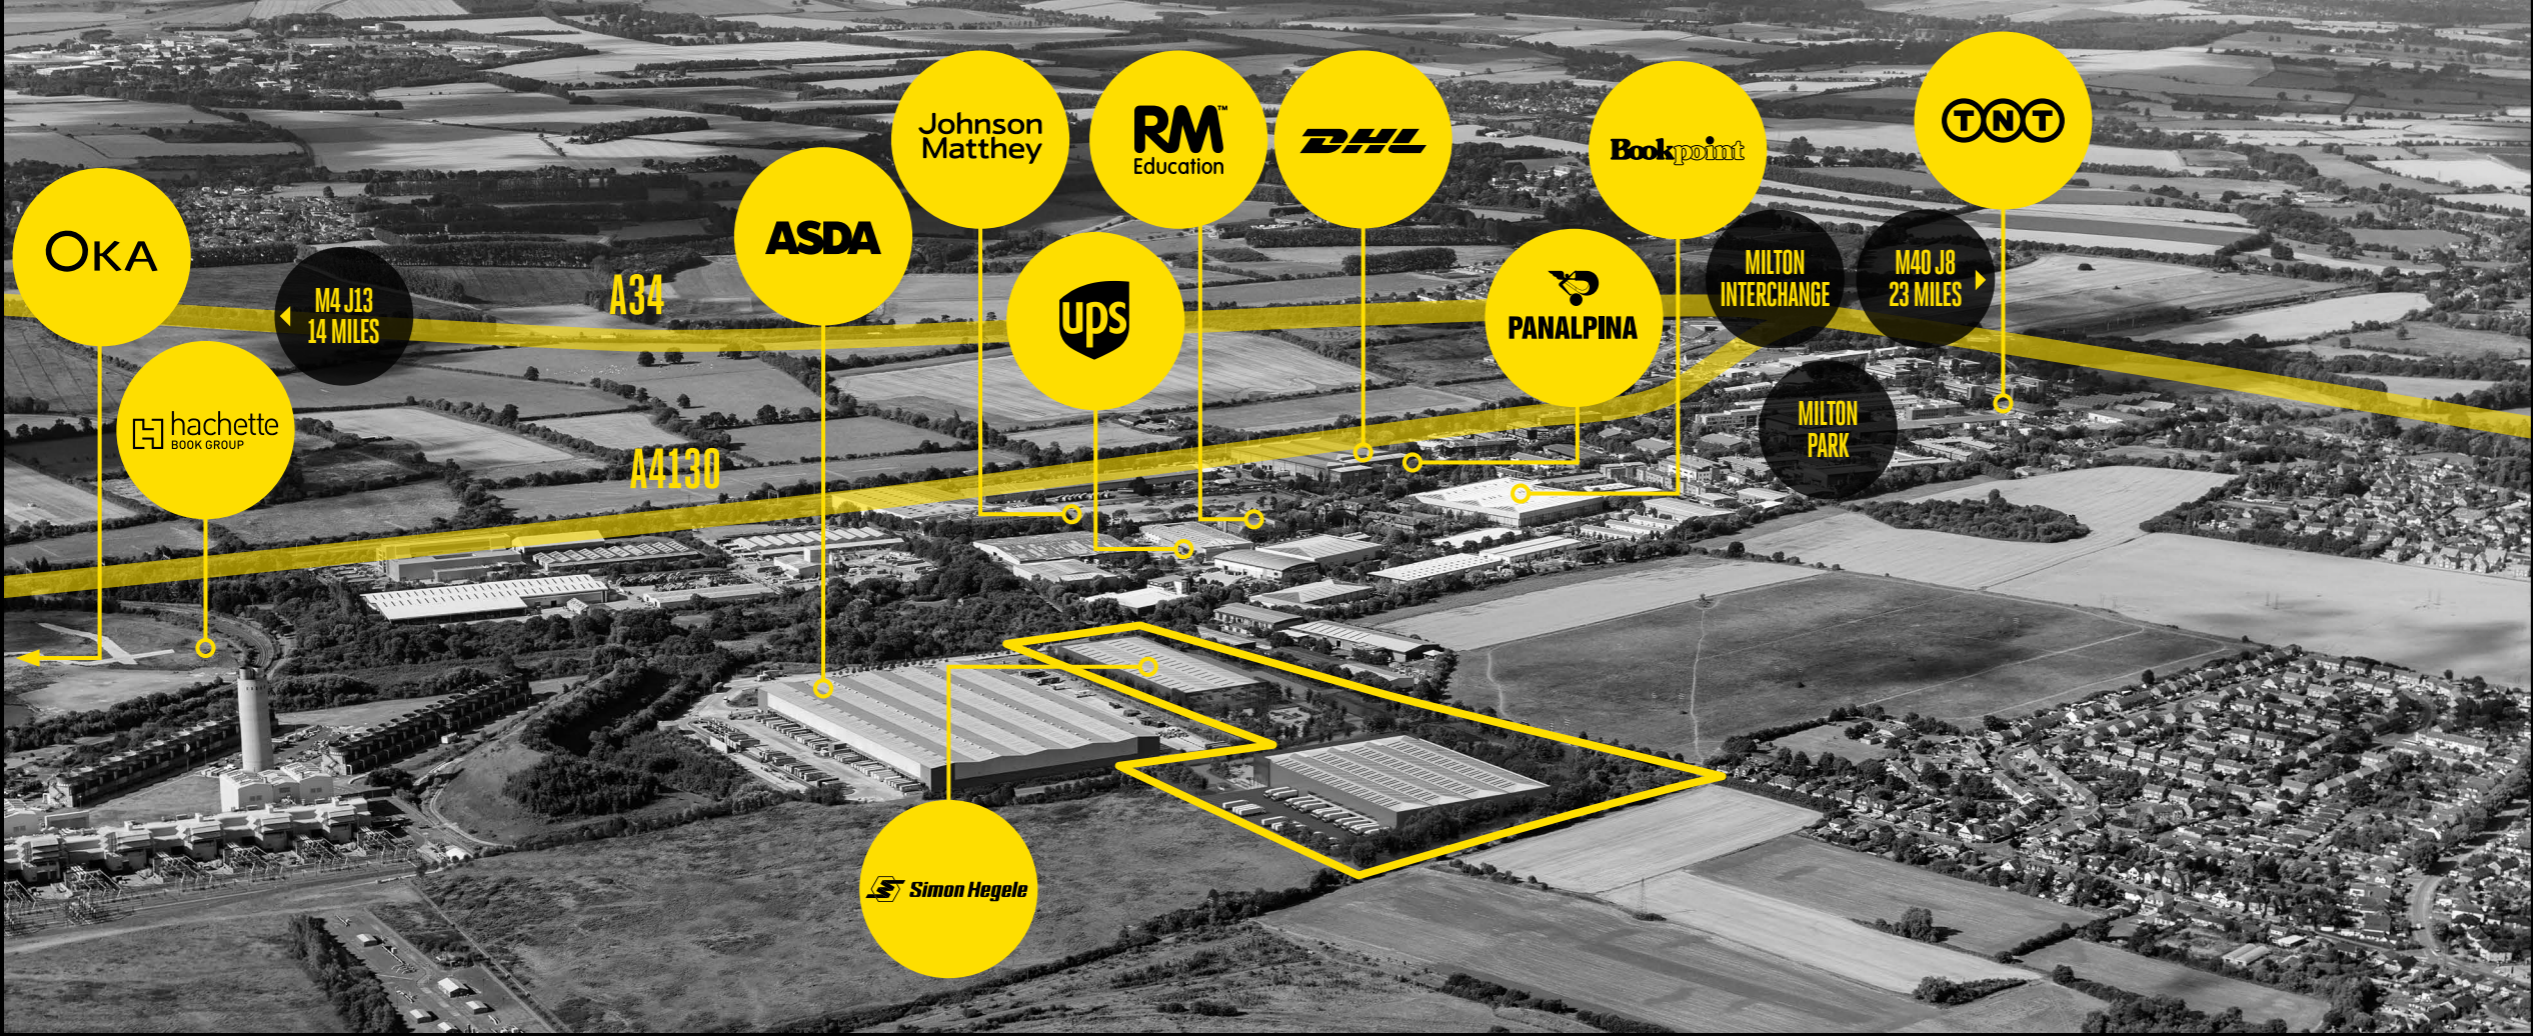 OKA
hachette
BOOK GROUP
M4 J13
14 MILES
A34
A4130
ASDA
Johnson
Matthey
ups
RM™
Education
DHL
PANALPINA
Bookpoint
MILTON
INTERCHANGE
M40 J8
23 MILES
TNT
MILTON
PARK
Simon Hegele